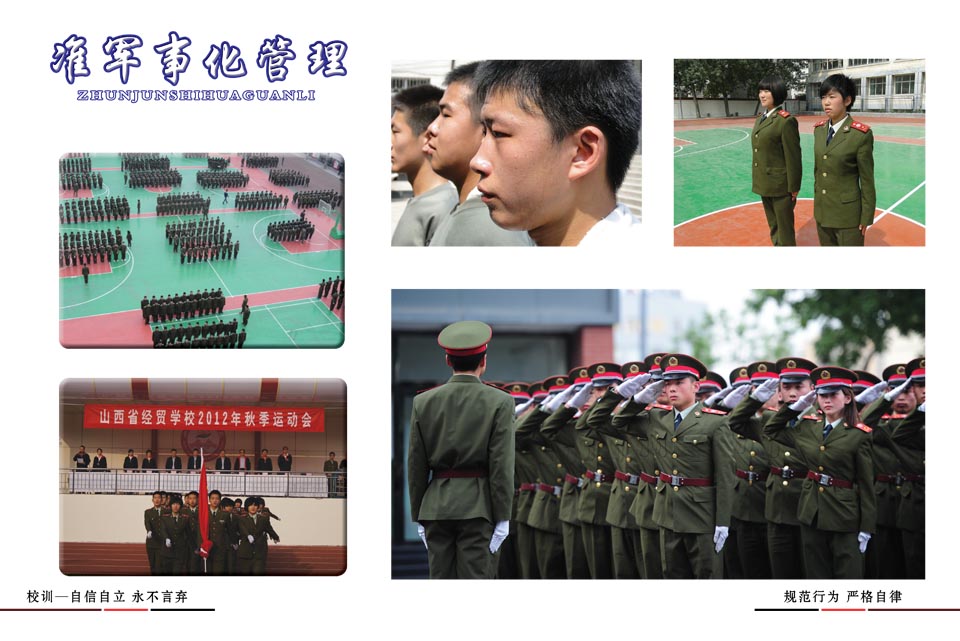 准军事化管理
ZHUNJUNSHIHUAGUANLI
山西省经贸学校2012年秋季运动会
校训—自信自立 永不言弃
规范行为 严格自律